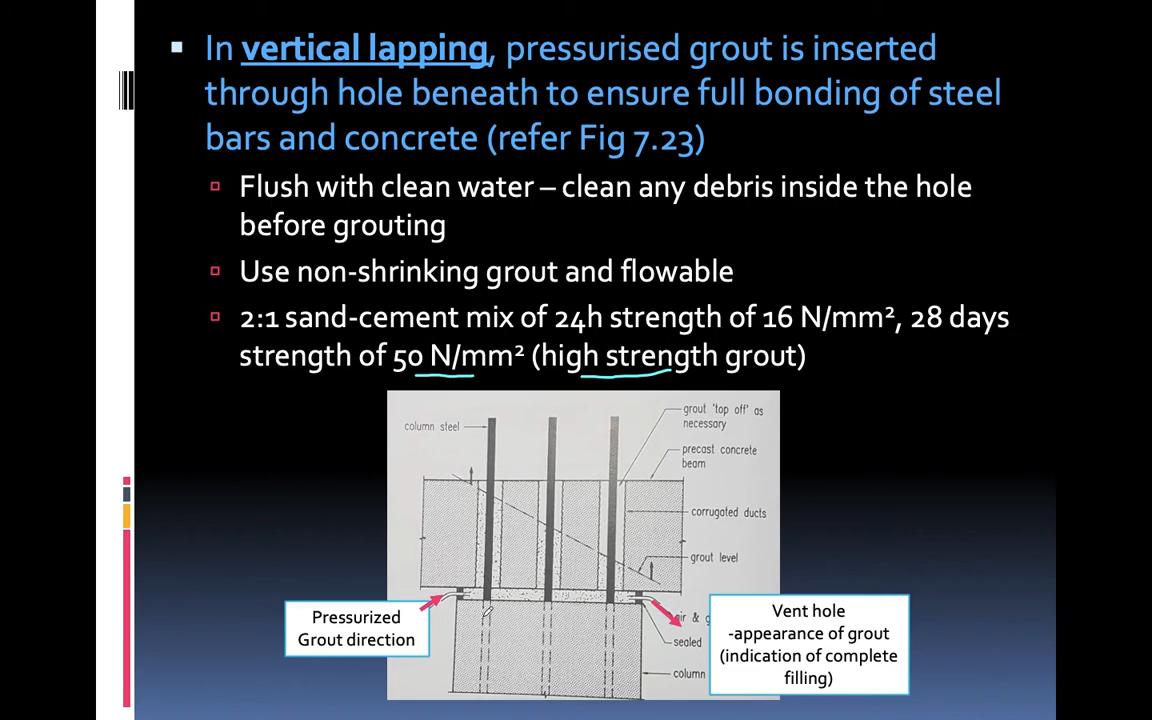 In vertical lapping, pressurised grout is inserted
through hole beneath to ensure full bonding of steel
bars and concrete (refer Fig 7.23)
Flush with clean water – clean any debris inside the hole
before grouting
Use non-shrinking grout and flowable
2:1 sand-cement mix of 24h strength of 16 N/mm², 28 days
strength of 50 N/mm² (high strength grout)
grout 'top off' as
necessary
column steel
precast concrete
beam
corrugated ducts
grout level
Pressurized
Grout direction
air & g
sealed
column
Vent hole
-appearance of grout
(indication of complete
filling)